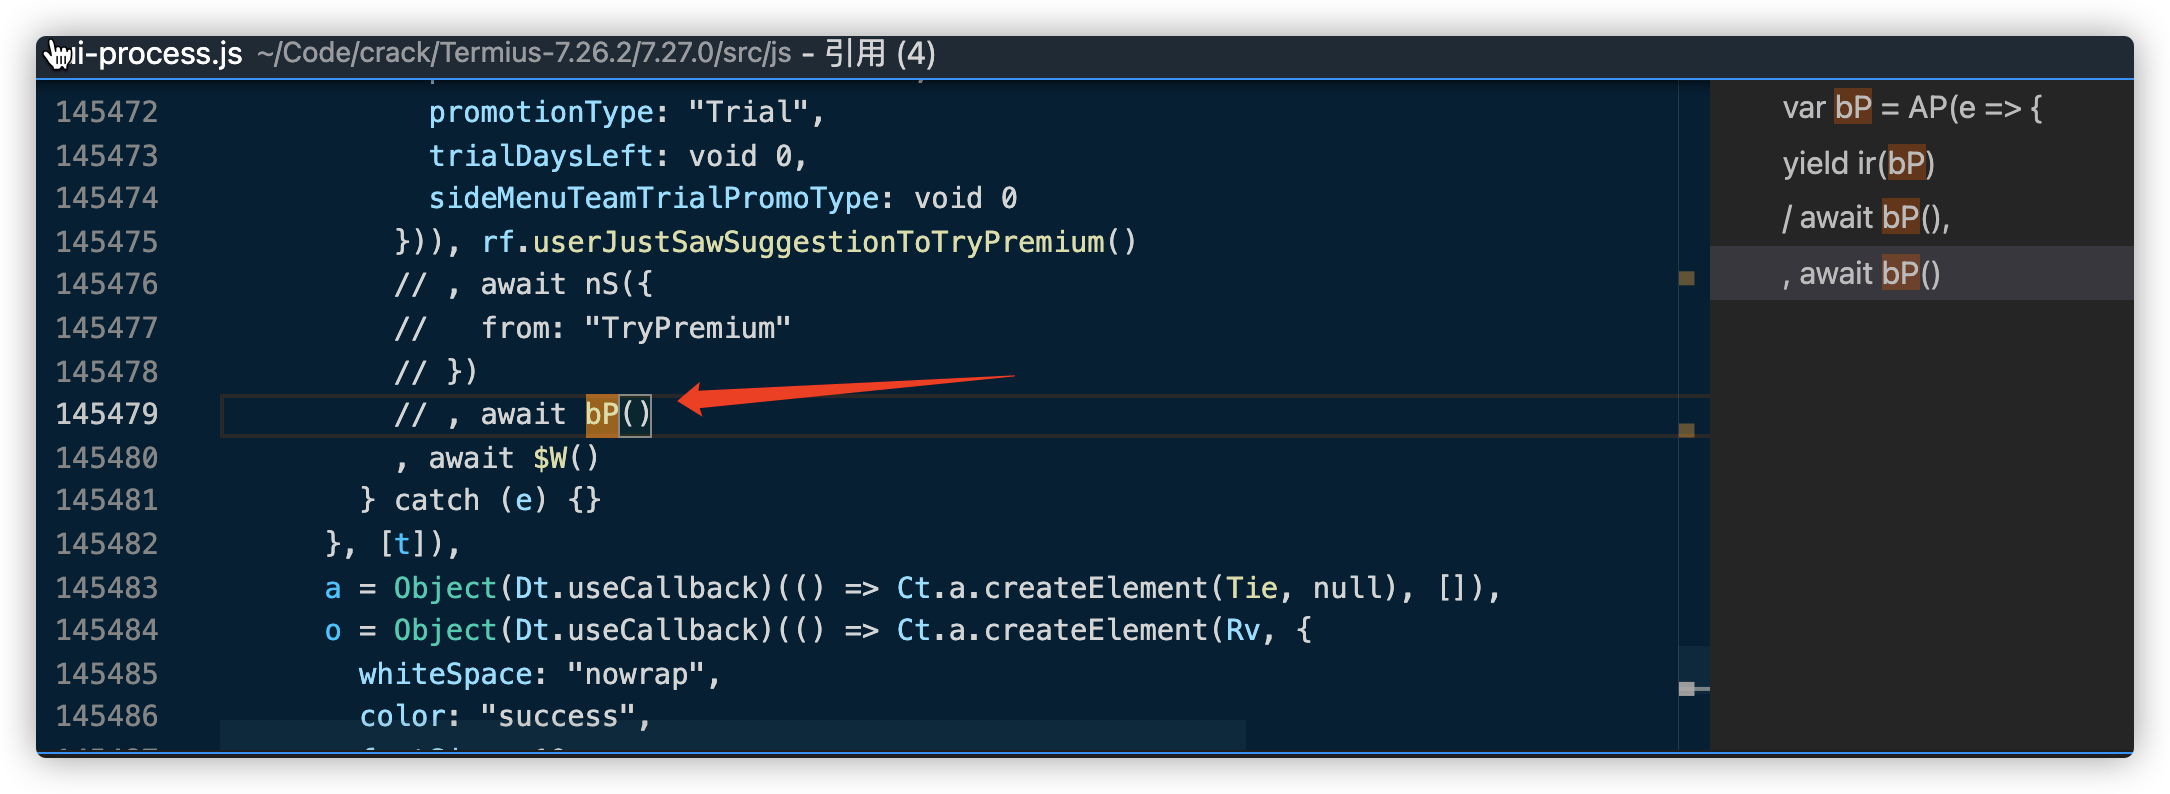 ui-process.js ~/Code/crack/Termius-7.26.2/7.27.0/src/js - 引用 (4)
145472 promotionType: "Trial",
145473 trialDaysLeft: void 0,
145474 sideMenuTeamTrialPromoType: void 0
145475 })), rf.userJustSawSuggestionToTryPremium()
145476 // , await nS({
145477 // from: "TryPremium"
145478 // })
145479 // , await bP()
145480 , await $W()
145481 } catch (e) {}
145482 }, [t]),
145483 a = Object(Dt.useCallback)(() => Ct.a.createElement(Tie, null), []),
145484 o = Object(Dt.useCallback)(() => Ct.a.createElement(Rv, {
145485 whiteSpace: "nowrap",
145486 color: "success",
var bP = AP(e => {
yield ir(bP)
/ await bP(),
, await bP()